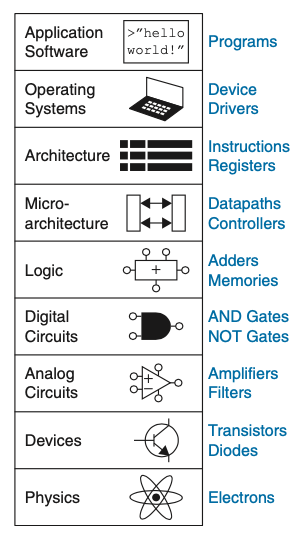 Application
Software
>"hello
world!"
Programs
Operating
Systems
Device
Drivers
Architecture
Instructions
Registers
Micro-
architecture
Datapaths
Controllers
Logic
+
Adders
Memories
Digital
Circuits
AND Gates
NOT Gates
Analog
Circuits
+
−
Amplifiers
Filters
Devices
Transistors
Diodes
Physics
Electrons